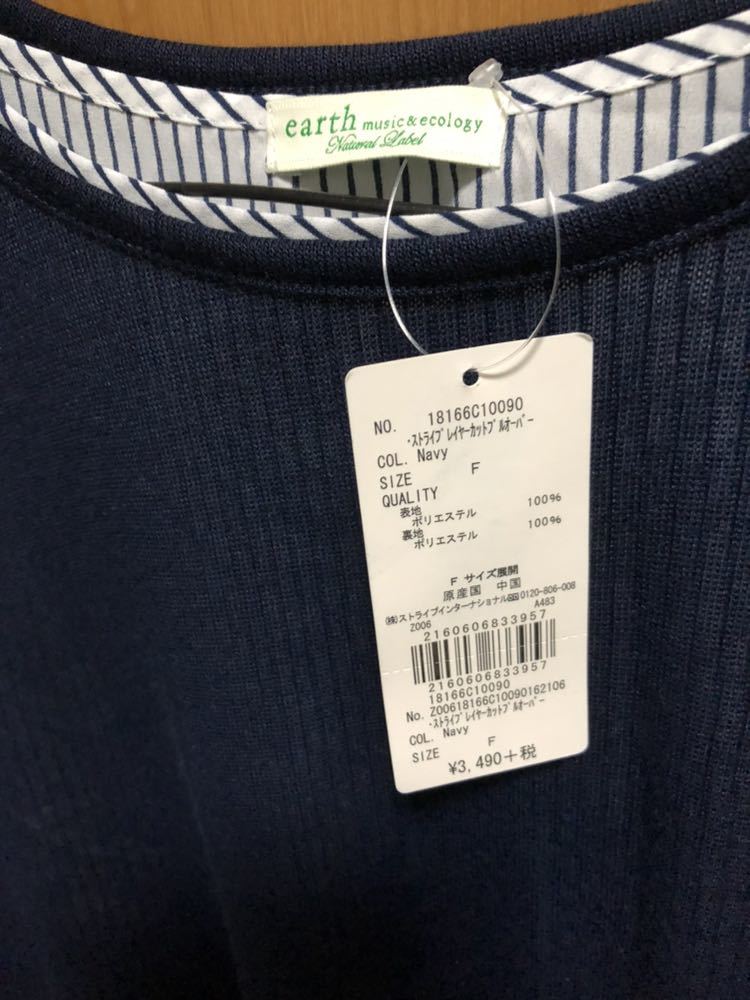 earth music&ecology
Natural Label
NO. 18166C10090
・ｽﾄﾗｲﾌﾟﾚｲﾔｰｶｯﾄﾌﾟﾙｵｰﾊﾞｰ
COL. Navy
SIZE F
QUALITY
表地
ポリエステル 100%
裏地
ポリエステル 100%
F サイズ展開
原産国 中国
㈱ストライプインターナショナル 0120-806-008
Z006 A483
2160606833957
2160606833957
18166C10090
No. Z00618166C10090162106
・ｽﾄﾗｲﾌﾟﾚｲﾔｰｶｯﾄﾌﾟﾙｵｰﾊﾞｰ
COL. Navy
SIZE F
¥3,490+税